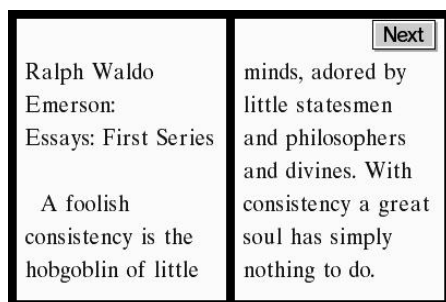 Ralph Waldo
Emerson:
Essays: First Series
A foolish
consistency is the
hobgoblin of little
Next
minds, adored by
little statesmen
and philosophers
and divines. With
consistency a great
soul has simply
nothing to do.